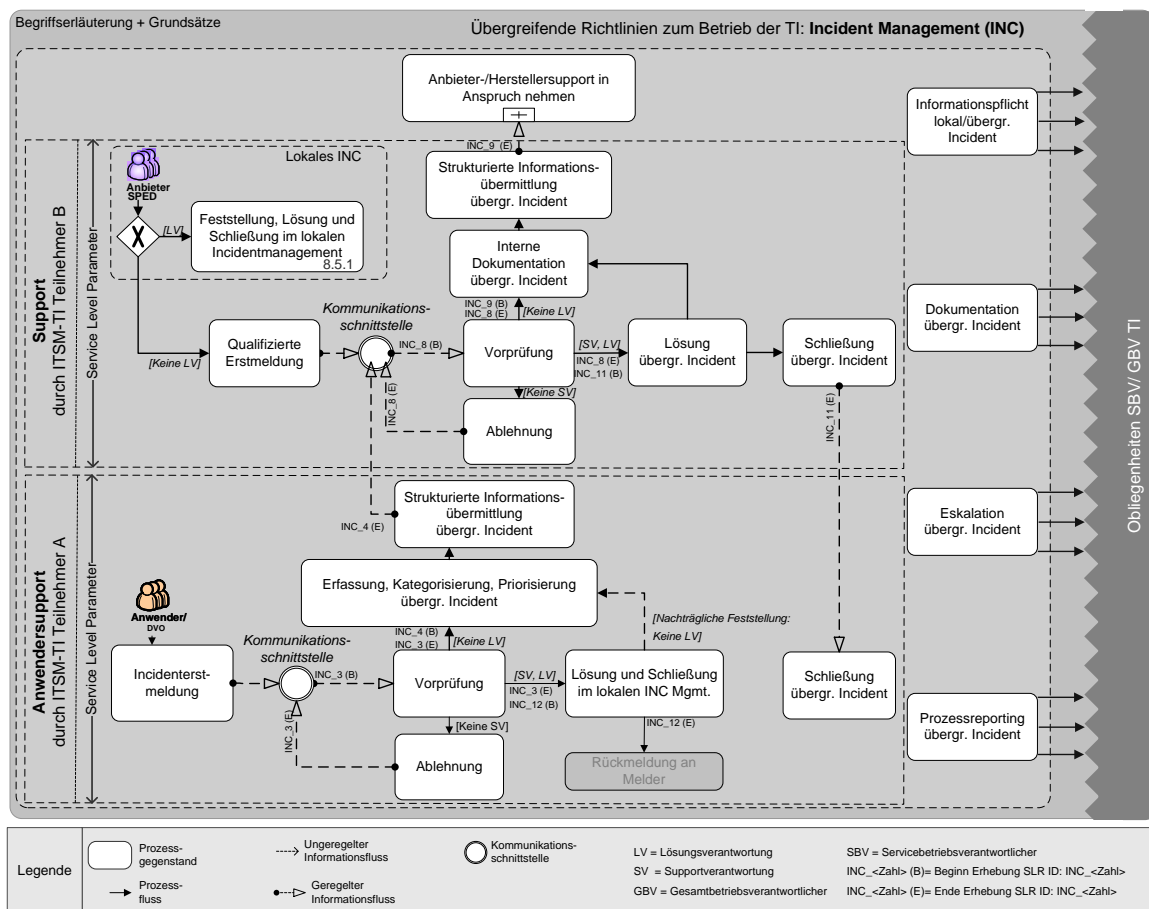 Begriffserläuterung + Grundsätze
Übergreifende Richtlinien zum Betrieb der TI: Incident Management (INC)
Anbieter-/Herstellersupport in
Anspruch nehmen
INC_9 (E)
Informationspflicht
lokal/übergr.
Incident
Support
durch ITSM-TI Teilnehmer B
Service Level Parameter
Lokales INC
Anbieter
SPED
X
[LV]
Feststellung, Lösung und
Schließung im lokalen
Incidentmanagement
8.5.1
Strukturierte Informations-
übermittlung
übergr. Incident
Interne
Dokumentation
übergr. Incident
INC_9 (B)
INC_8 (E)
[Keine LV]
Kommunikations-
schnittstelle
[Keine LV]
Qualifizierte
Erstmeldung
INC_8 (B)
Vorprüfung
[SV, LV]
INC_8 (E)
INC_11 (B)
Lösung
übergr. Incident
Schließung
übergr. Incident
Dokumentation
übergr. Incident
[Keine SV]
INC_8 (E)
Ablehnung
INC_11 (E)
Obliegenheiten SBV/ GBV TI
Anwendersupport
durch ITSM-TI Teilnehmer A
Service Level Parameter
Strukturierte Informations-
übermittlung
übergr. Incident
INC_4 (E)
Eskalation
übergr. Incident
Erfassung, Kategorisierung, Priorisierung
übergr. Incident
Anwender/
DVO
INC_4 (B)
INC_3 (E)
[Keine LV]
[Nachträgliche Feststellung:
Keine LV]
Kommunikations-
schnittstelle
Incidenterst-
meldung
INC_3 (B)
Vorprüfung
[SV, LV]
INC_3 (E)
INC_12 (B)
Lösung und Schließung
im lokalen INC Mgmt.
Schließung
übergr. Incident
Prozessreporting
übergr. Incident
INC_3 (E)
[Keine SV]
INC_12 (E)
Ablehnung
Rückmeldung an
Melder
Legende
Prozess-
gegenstand
Prozess-
fluss
Ungeregelter
Informationsfluss
Geregelter
Informationsfluss
Kommunikations-
schnittstelle
LV = Lösungsverantwortung
SV = Supportverantwortung
GBV = Gesamtbetriebsverantwortlicher
SBV = Servicebetriebsverantwortlicher
INC_<Zahl> (B)= Beginn Erhebung SLR ID: INC_<Zahl>
INC_<Zahl> (E)= Ende Erhebung SLR ID: INC_<Zahl>